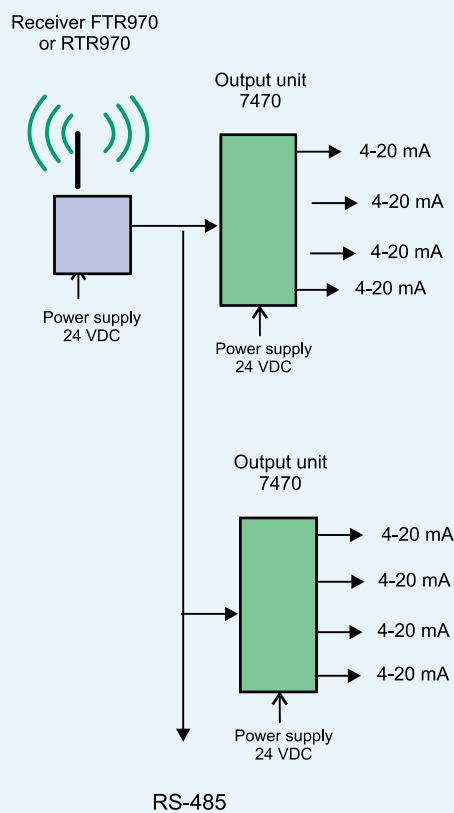 Receiver FTR970
or RTR970
Output unit
7470
4-20 mA
4-20 mA
4-20 mA
4-20 mA
Power supply
24 VDC
Power supply
24 VDC
Output unit
7470
4-20 mA
4-20 mA
4-20 mA
4-20 mA
Power supply
24 VDC
RS-485